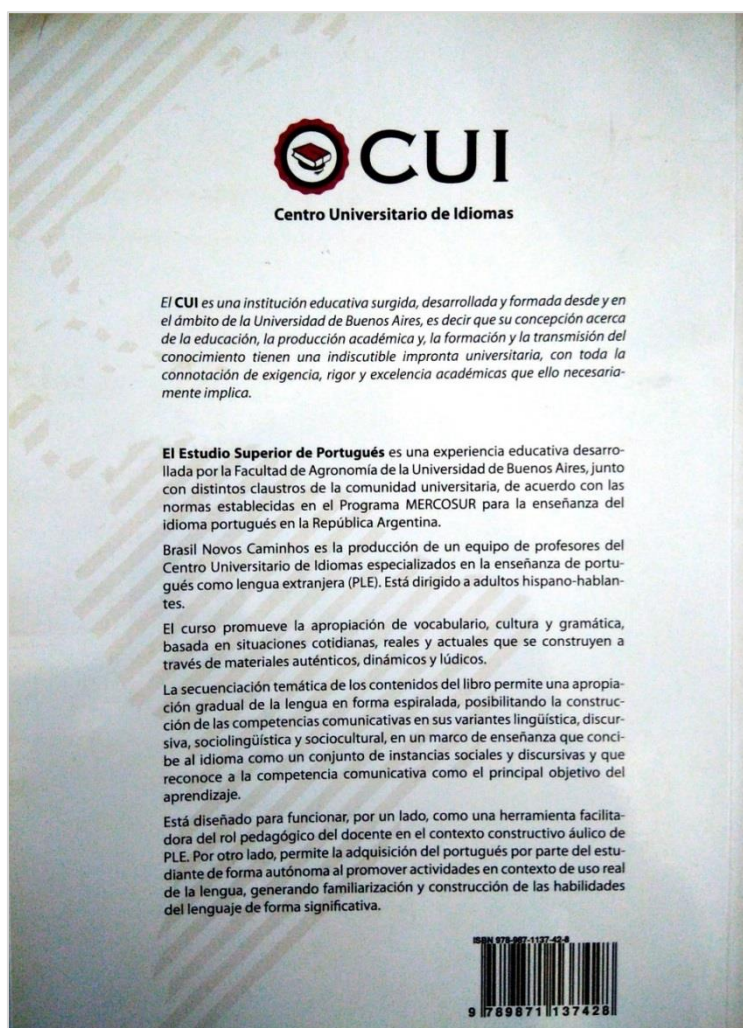 CUI
Centro Universitario de Idiomas
El CUI es una institución educativa surgida, desarrollada y formada desde y en
el ámbito de la Universidad de Buenos Aires, es decir que su concepción acerca
de la educación, la producción académica y, la formación y la transmisión del
conocimiento tienen una indiscutible impronta universitaria, con toda la
connotación de exigencia, rigor y excelencia académicas que ello necesaria-
mente implica.
El Estudio Superior de Portugués es una experiencia educativa desarro-
llada por la Facultad de Agronomía de la Universidad de Buenos Aires, junto
con distintos claustros de la comunidad universitaria, de acuerdo con las
normas establecidas en el Programa MERCOSUR para la enseñanza del
idioma portugués en la República Argentina.
Brasil Novos Caminhos es la producción de un equipo de profesores del
Centro Universitario de Idiomas especializados en la enseñanza de portu-
gués como lengua extranjera (PLE). Está dirigido a adultos hispano-hablan-
tes.
El curso promueve la apropiación de vocabulario, cultura y gramática,
basada en situaciones cotidianas, reales y actuales que se construyen a
través de materiales auténticos, dinámicos y lúdicos.
La secuenciación temática de los contenidos del libro permite una apropia-
ción gradual de la lengua en forma espiralada, posibilitando la construc-
ción de las competencias comunicativas en sus variantes lingüística, discur-
siva, sociolingüística y sociocultural, en un marco de enseñanza que conci-
be al idioma como un conjunto de instancias sociales y discursivas y que
reconoce a la competencia comunicativa como el principal objetivo del
aprendizaje.
Está diseñado para funcionar, por un lado, como una herramienta facilita-
dora del rol pedagógico del docente en el contexto constructivo áulico de
PLE. Por otro lado, permite la adquisición del portugués por parte del estu-
diante de forma autónoma al promover actividades en contexto de uso real
de la lengua, generando familiarización y construcción de las habilidades
del lenguaje de forma significativa.
ISBN 978-987-1137-42-8
9 789871 137428